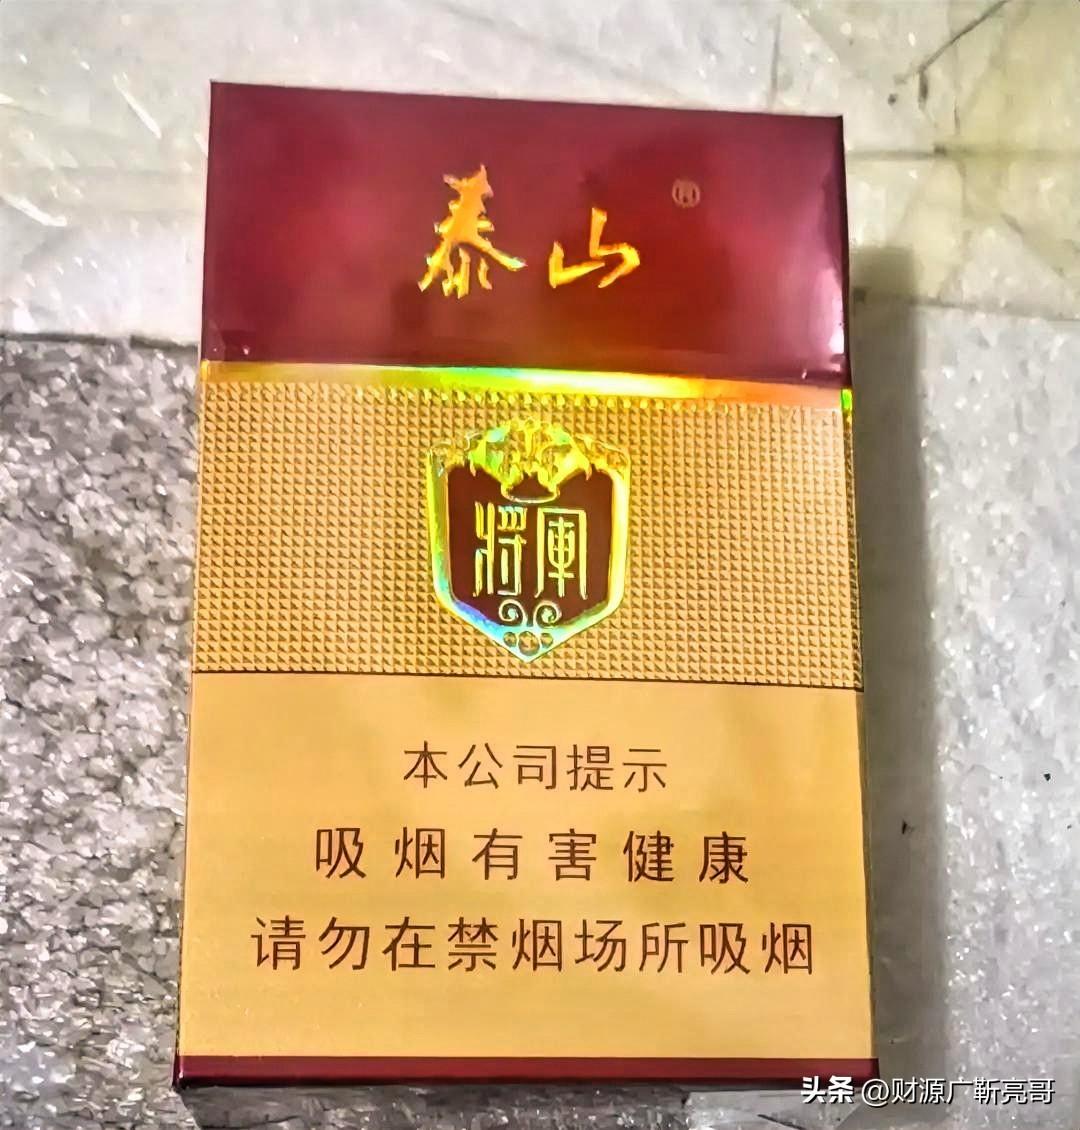 泰山®
将軍
本公司提示
吸烟有害健康
请勿在禁烟场所吸烟
头条 @财源广靳亮哥